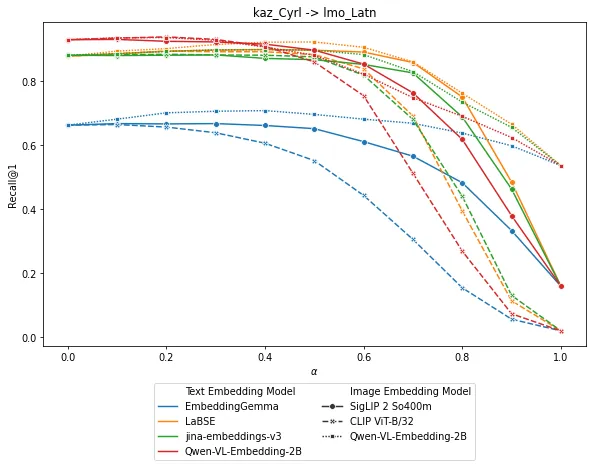 kaz_Cyrl -> lmo_Latn
Recall@1
0.8
0.6
0.4
0.2
0.0
0.0 0.2 0.4 0.6 0.8 1.0
α
Text Embedding Model Image Embedding Model
EmbeddingGemma SigLIP 2 So400m
LaBSE CLIP ViT-B/32
jina-embeddings-v3 Qwen-VL-Embedding-2B
Qwen-VL-Embedding-2B